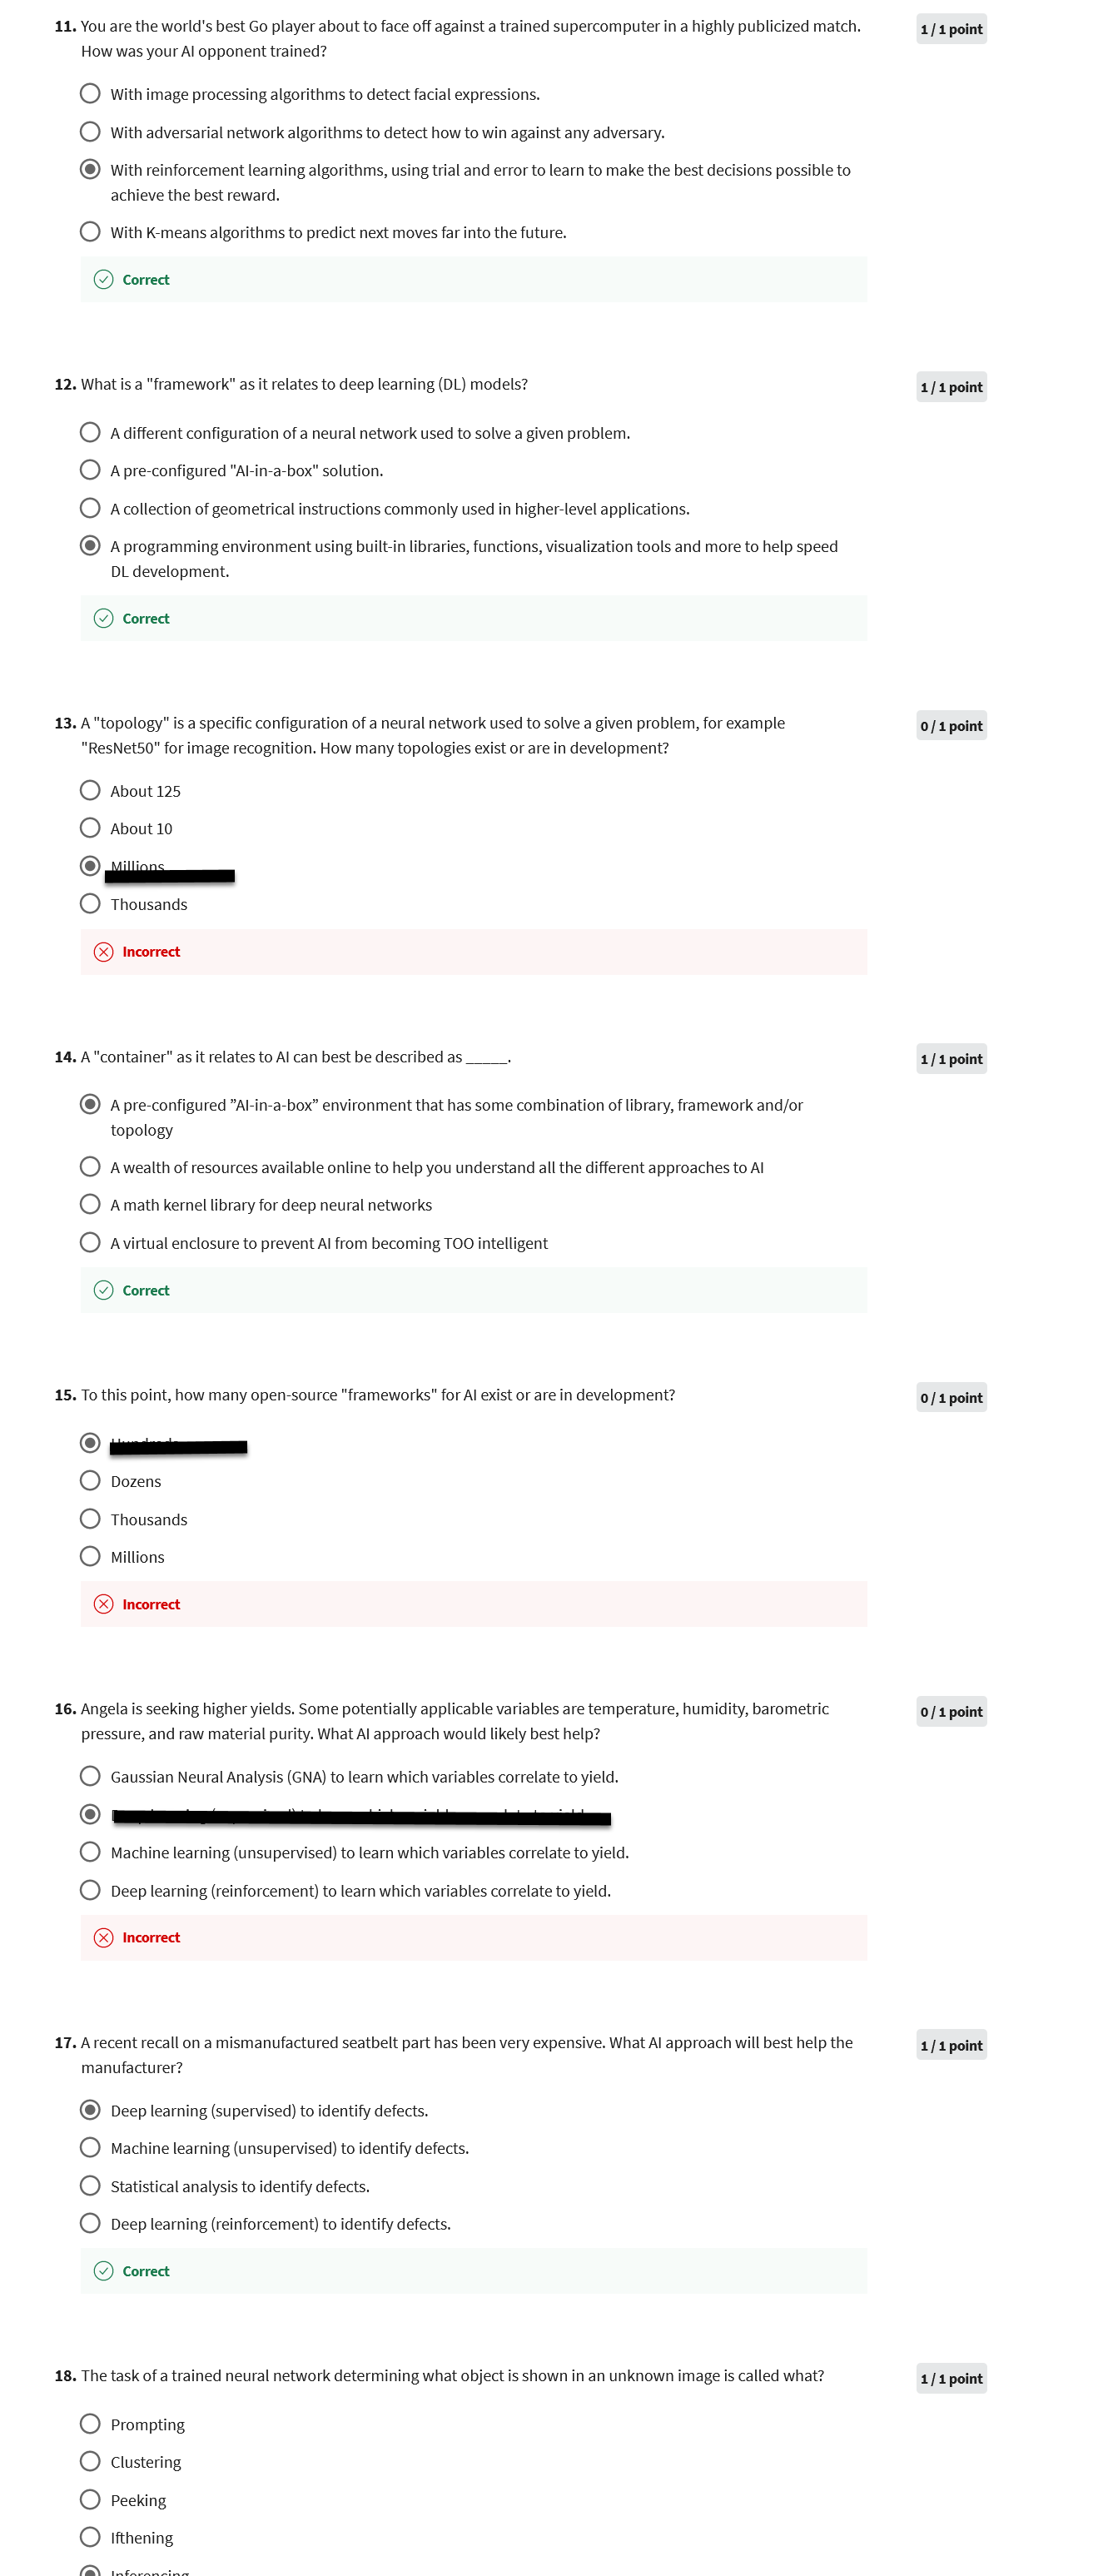 11. You are the world's best Go player about to face off against a trained supercomputer in a highly publicized match.
1 / 1 point
How was your AI opponent trained?
With image processing algorithms to detect facial expressions.
With adversarial network algorithms to detect how to win against any adversary.
With reinforcement learning algorithms, using trial and error to learn to make the best decisions possible to
achieve the best reward.
With K-means algorithms to predict next moves far into the future.
Correct
12. What is a "framework" as it relates to deep learning (DL) models?
1 / 1 point
A different configuration of a neural network used to solve a given problem.
A pre-configured "AI-in-a-box" solution.
A collection of geometrical instructions commonly used in higher-level applications.
A programming environment using built-in libraries, functions, visualization tools and more to help speed
DL development.
Correct
13. A "topology" is a specific configuration of a neural network used to solve a given problem, for example
0 / 1 point
"ResNet50" for image recognition. How many topologies exist or are in development?
About 125
About 10
Millions
Thousands
Incorrect
14. A "container" as it relates to AI can best be described as _____.
1 / 1 point
A pre-configured ”AI-in-a-box” environment that has some combination of library, framework and/or
topology
A wealth of resources available online to help you understand all the different approaches to AI
A math kernel library for deep neural networks
A virtual enclosure to prevent AI from becoming TOO intelligent
Correct
15. To this point, how many open-source "frameworks" for AI exist or are in development?
0 / 1 point
Dozens
Thousands
Millions
Incorrect
16. Angela is seeking higher yields. Some potentially applicable variables are temperature, humidity, barometric
0 / 1 point
pressure, and raw material purity. What AI approach would likely best help?
Gaussian Neural Analysis (GNA) to learn which variables correlate to yield.
Machine learning (unsupervised) to learn which variables correlate to yield.
Deep learning (reinforcement) to learn which variables correlate to yield.
Incorrect
17. A recent recall on a mismanufactured seatbelt part has been very expensive. What AI approach will best help the
1 / 1 point
manufacturer?
Deep learning (supervised) to identify defects.
Machine learning (unsupervised) to identify defects.
Statistical analysis to identify defects.
Deep learning (reinforcement) to identify defects.
Correct
18. The task of a trained neural network determining what object is shown in an unknown image is called what?
1 / 1 point
Prompting
Clustering
Peeking
Ifthening
Inferencing